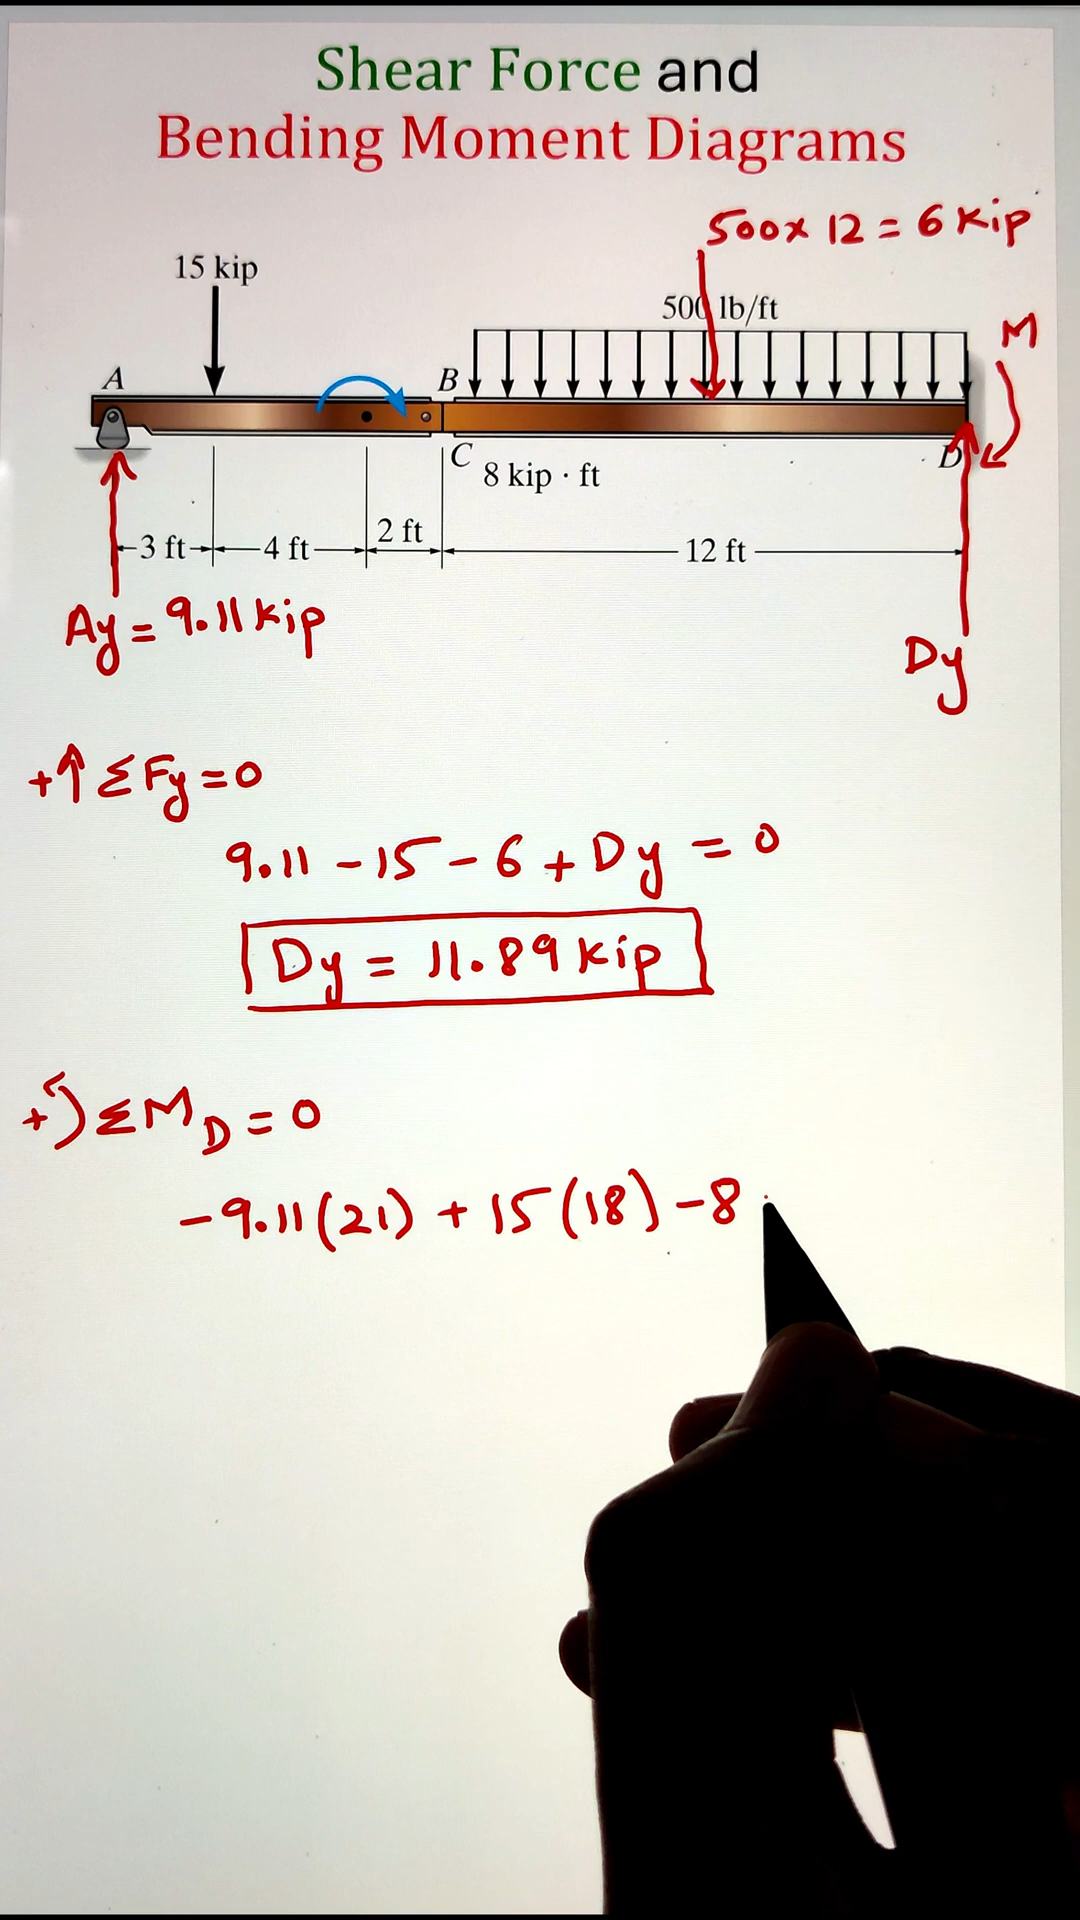 Shear Force and
Bending Moment Diagrams
500 x 12 = 6 kip
15 kip
500 lb/ft
M
A
B
C
8 kip · ft
D
3 ft
4 ft
2 ft
12 ft
Ay = 9.11 kip
Dy
+↑ ΣFy = 0
9.11 - 15 - 6 + Dy = 0
Dy = 11.89 kip
+↺ ΣM_D = 0
- 9.11 (21) + 15 (18) - 8